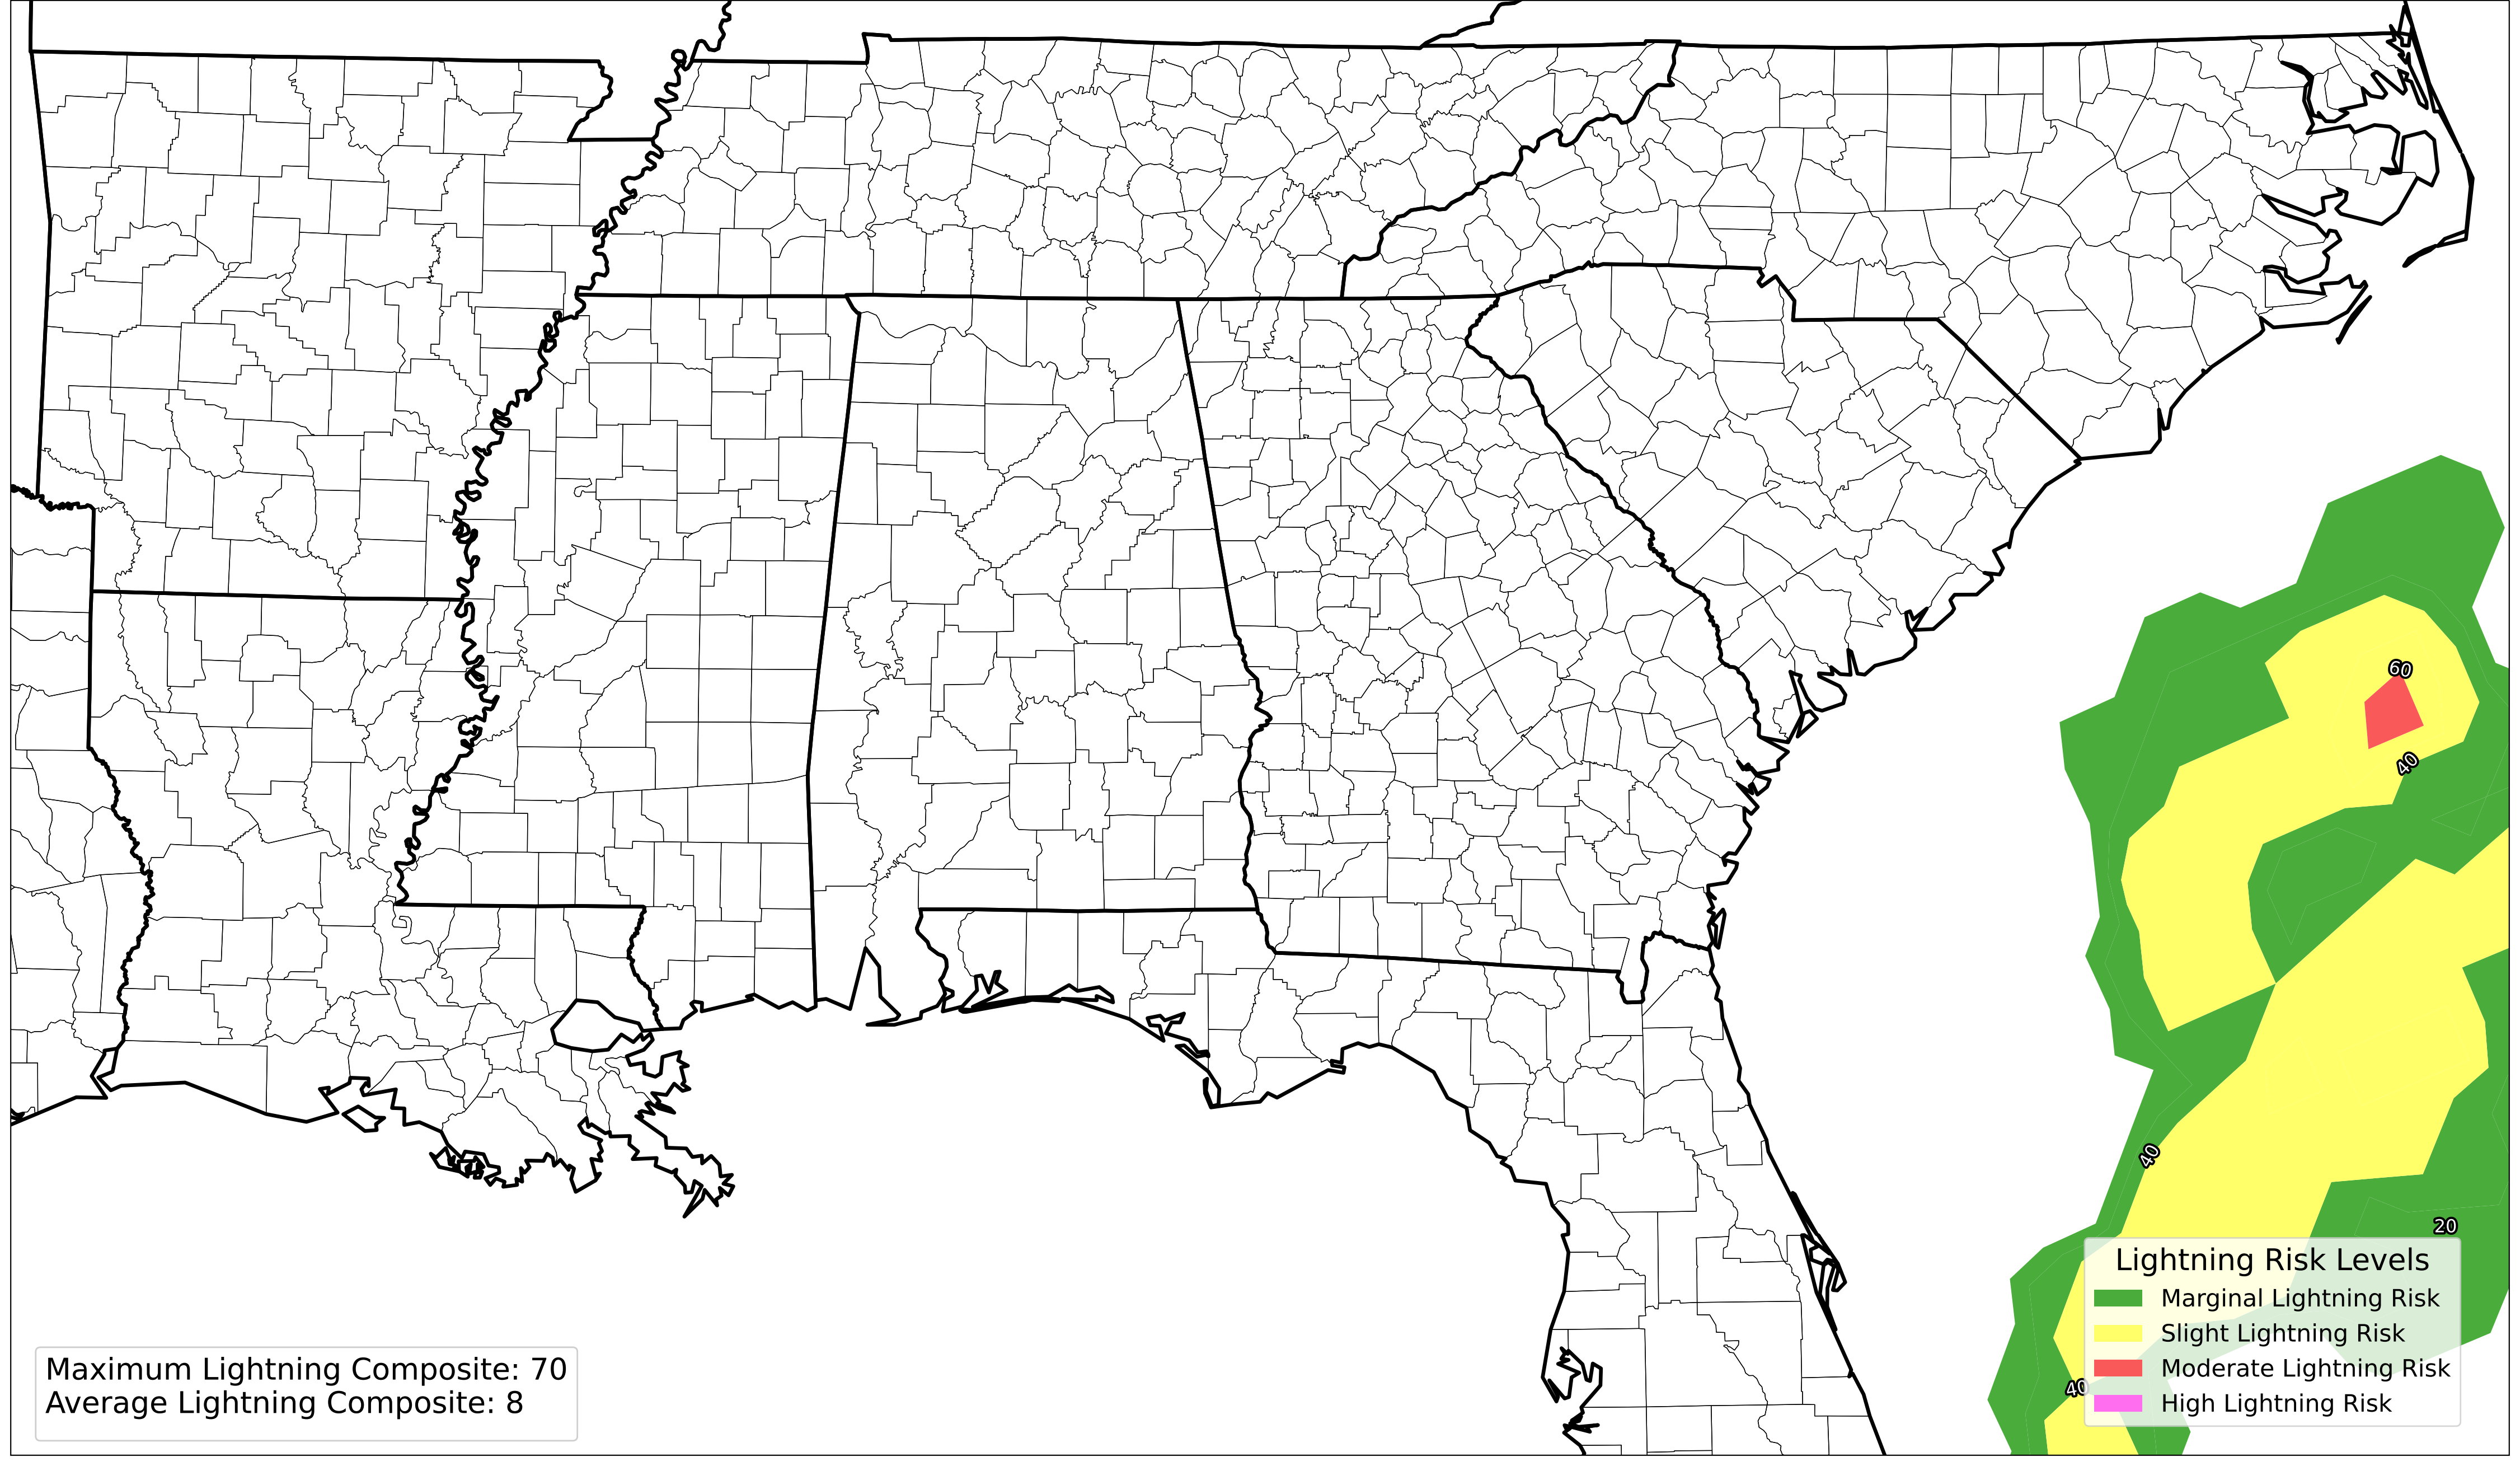 60
40
40
20
Lightning Risk Levels
Marginal Lightning Risk
Slight Lightning Risk
Moderate Lightning Risk
40
High Lightning Risk
Maximum Lightning Composite: 70
Average Lightning Composite: 8